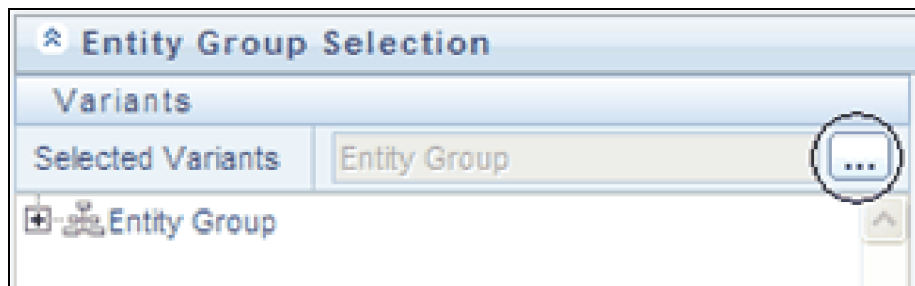 Entity Group Selection
Variants
Selected Variants Entity Group ...
Entity Group